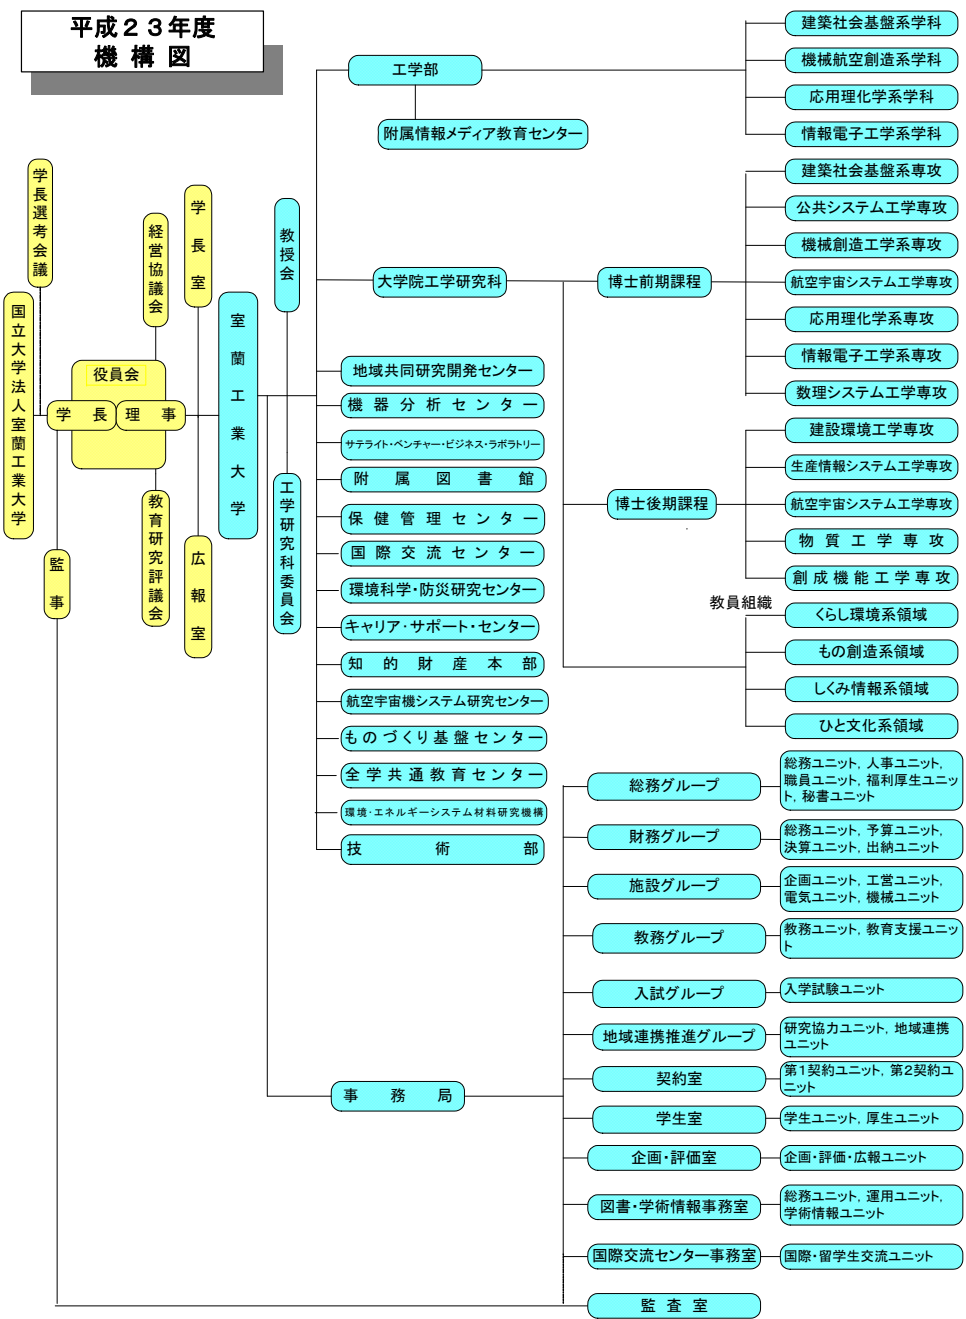 平成２３年度
機 構 図
国立大学法人室蘭工業大学
学長選考会議
役員会
学 長
理 事
監 事
経営協議会
教育研究評議会
学 長 室
広 報 室
室 蘭 工 業 大 学
教授会
工学研究科委員会
工学部
附属情報メディア教育センター
建築社会基盤系学科
機械航空創造系学科
応用理化学系学科
情報電子工学系学科
大学院工学研究科
博士前期課程
建築社会基盤系専攻
公共システム工学専攻
機械創造工学系専攻
航空宇宙システム工学専攻
応用理化学系専攻
情報電子工学系専攻
数理システム工学専攻
博士後期課程
建設環境工学専攻
生産情報システム工学専攻
航空宇宙システム工学専攻
物 質 工 学 専 攻
創成機能工学専攻
教員組織
くらし環境系領域
もの創造系領域
しくみ情報系領域
ひと文化系領域
地域共同研究開発センター
機 器 分 析 セ ン タ ー
サテライト・ベンチャー・ビジネス・ラボラトリー
附 属 図 書 館
保 健 管 理 セ ン タ ー
国 際 交 流 セ ン タ ー
環境科学・防災研究センター
キャリア・サポート・センター
知 的 財 産 本 部
航空宇宙機システム研究センター
も の づ く り 基 盤 セ ン タ ー
全 学 共 通 教 育 セ ン タ ー
環境・エネルギーシステム材料研究機構
技 術 部
事 務 局
総務グループ
総務ユニット, 人事ユニット,
職員ユニット, 福利厚生ユニッ
ト, 秘書ユニット
財務グループ
総務ユニット, 予算ユニット,
決算ユニット, 出納ユニット
施設グループ
企画ユニット, 工営ユニット,
電気ユニット, 機械ユニット
教務グループ
教務ユニット, 教育支援ユニッ
ト
入試グループ
入学試験ユニット
地域連携推進グループ
研究協力ユニット, 地域連携
ユニット
契約室
第１契約ユニット, 第２契約ユ
ニット
学生室
学生ユニット, 厚生ユニット
企画・評価室
企画・評価・広報ユニット
図書・学術情報事務室
総務ユニット, 運用ユニット,
学術情報ユニット
国際交流センター事務室
国際・留学生交流ユニット
監 査 室